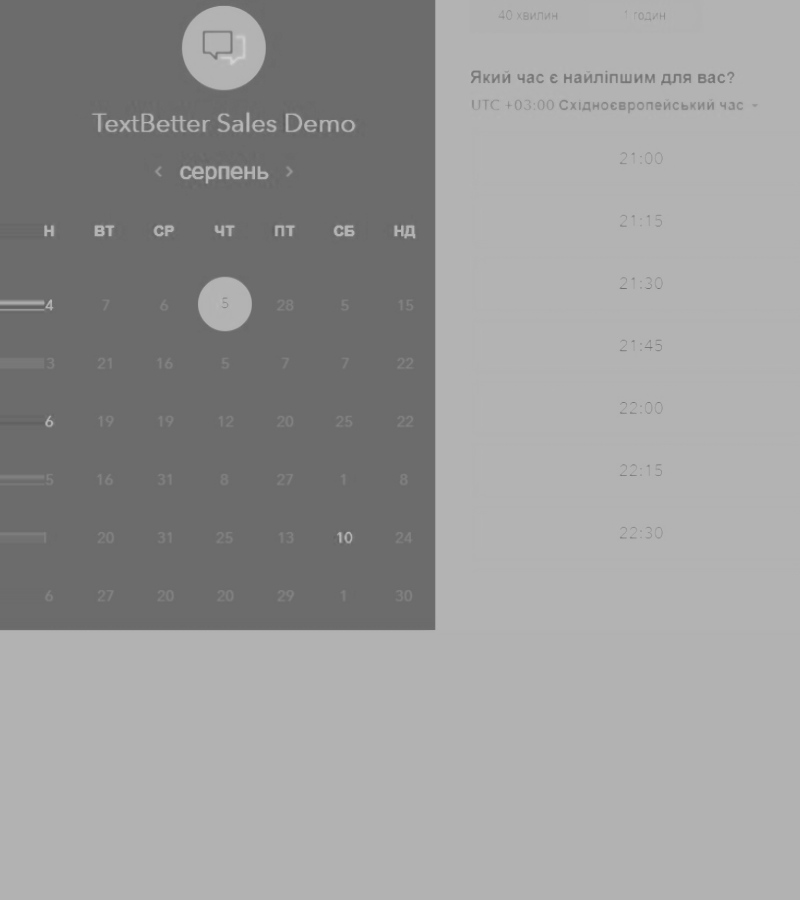 40 хвилин 1 годин
TextBetter Sales Demo
серпень
Н ВТ СР ЧТ ПТ СБ НД
4 7 6 5 28 5 15
3 21 16 5 7 7 22
6 19 19 12 20 25 22
5 16 31 8 27 1 8
20 31 25 13 10 24
6 27 20 20 29 1 30
Який час є найліпшим для вас?
UTC +03:00 Східноєвропейський час
21:00
21:15
21:30
21:45
22:00
22:15
22:30